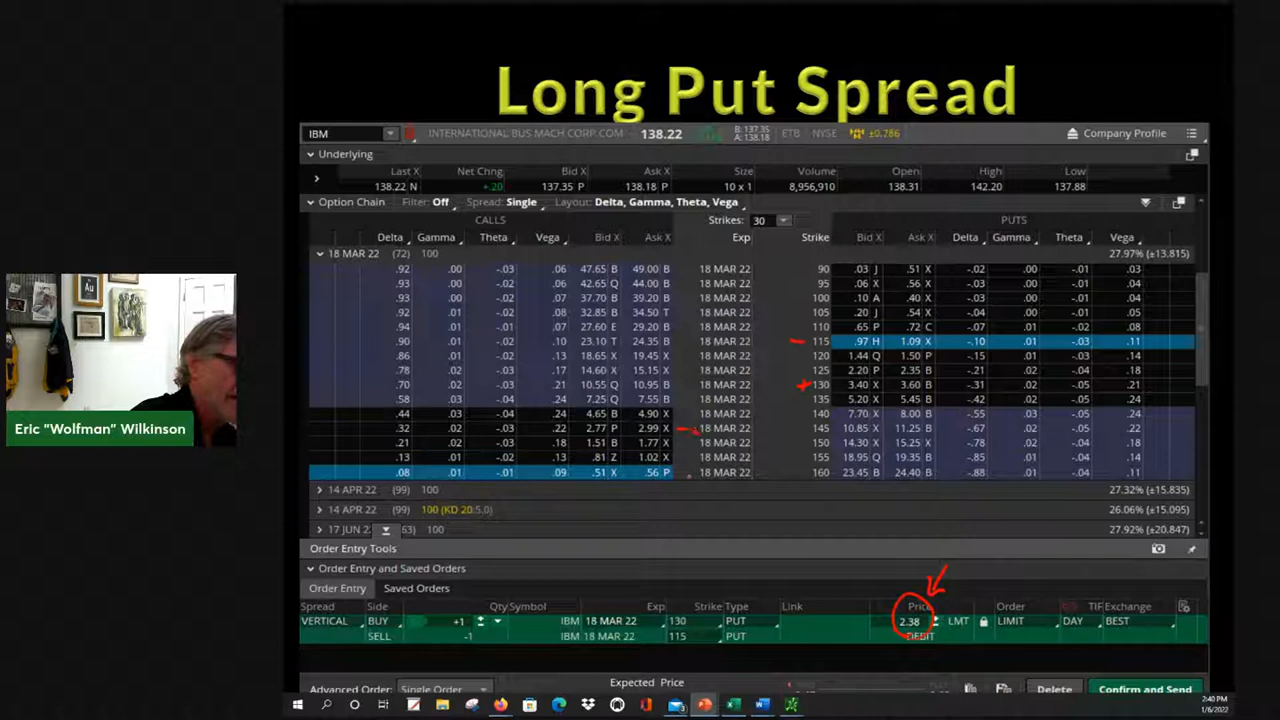 Long Put Spread
IBM INTERNATIONAL BUS MACH CORP.COM 138.22 B: 137.35 A: 138.18 ETB NYSE ±0.786 Company Profile
Underlying
Last X Net Chng Bid X Ask X Size Volume Open High Low
138.22 N +.20 137.35 P 138.18 P 10 x 1 8,956,910 138.31 142.20 137.88
Option Chain Filter: Off Spread: Single Layout: Delta, Gamma, Theta, Vega
CALLS Strikes: 30 PUTS
Delta Gamma Theta Vega Bid X Ask X Exp Strike Bid X Ask X Delta Gamma Theta Vega
18 MAR 22 (72) 100 27.97% (±13.815)
.92 .00 -.03 .06 47.65 B 49.00 B 18 MAR 22 90 .03 J .51 X -.02 .00 -.01 .03
.93 .00 -.02 .06 42.65 Q 44.00 B 18 MAR 22 95 .06 X .56 X -.03 .00 -.01 .04
.93 .00 -.02 .07 37.70 B 39.20 B 18 MAR 22 100 .10 A .40 X -.03 .00 -.01 .04
.92 .01 -.02 .08 32.85 B 34.50 T 18 MAR 22 105 .20 J .54 X -.04 .00 -.01 .05
.94 .01 -.02 .07 27.60 E 29.20 B 18 MAR 22 110 .65 P .72 C -.07 .01 -.02 .08
.90 .01 -.02 .10 23.10 T 24.35 B 18 MAR 22 115 .97 H 1.09 X -.10 .01 -.03 .11
.86 .01 -.02 .13 18.65 X 19.45 X 18 MAR 22 120 1.44 Q 1.50 P -.15 .01 -.03 .14
.78 .01 -.03 .17 14.60 X 15.15 X 18 MAR 22 125 2.20 P 2.35 B -.21 .02 -.04 .18
.70 .02 -.03 .21 10.55 Q 10.95 B 18 MAR 22 130 3.40 X 3.60 B -.31 .02 -.05 .21
.58 .03 -.04 .24 7.25 Q 7.55 B 18 MAR 22 135 5.20 X 5.45 B -.42 .02 -.05 .24
.44 .03 -.04 .24 4.65 B 4.90 X 18 MAR 22 140 7.70 X 8.00 B -.55 .03 -.05 .24
.32 .03 -.03 .22 2.77 P 2.99 X 18 MAR 22 145 10.85 X 11.25 B -.67 .02 -.05 .22
.21 .02 -.03 .18 1.51 B 1.77 X 18 MAR 22 150 14.30 X 15.25 X -.78 .02 -.04 .18
.13 .02 -.02 .13 .81 Z 1.02 X 18 MAR 22 155 18.95 Q 19.35 B -.85 .01 -.04 .14
.08 .01 -.01 .09 .51 X .56 P 18 MAR 22 160 23.45 B 24.40 B -.88 .01 -.04 .11
14 APR 22 (99) 100 27.32% (±15.835)
14 APR 22 (99) 100 (KD 20:5.0) 26.06% (±15.095)
17 JUN 2 63) 100 27.92% (±20.847)
Order Entry Tools
Order Entry and Saved Orders
Order Entry Saved Orders
Spread Side Qty Symbol Exp Strike Type Link Price Order TIF Exchange
VERTICAL BUY +1 IBM 18 MAR 22 130 PUT 2.38 LMT LIMIT DAY BEST
SELL -1 IBM 18 MAR 22 115 PUT DEBIT
Advanced Order: Single Order Expected Price Delete Confirm and Send
Eric "Wolfman" Wilkinson
2:40 PM
1/6/2022